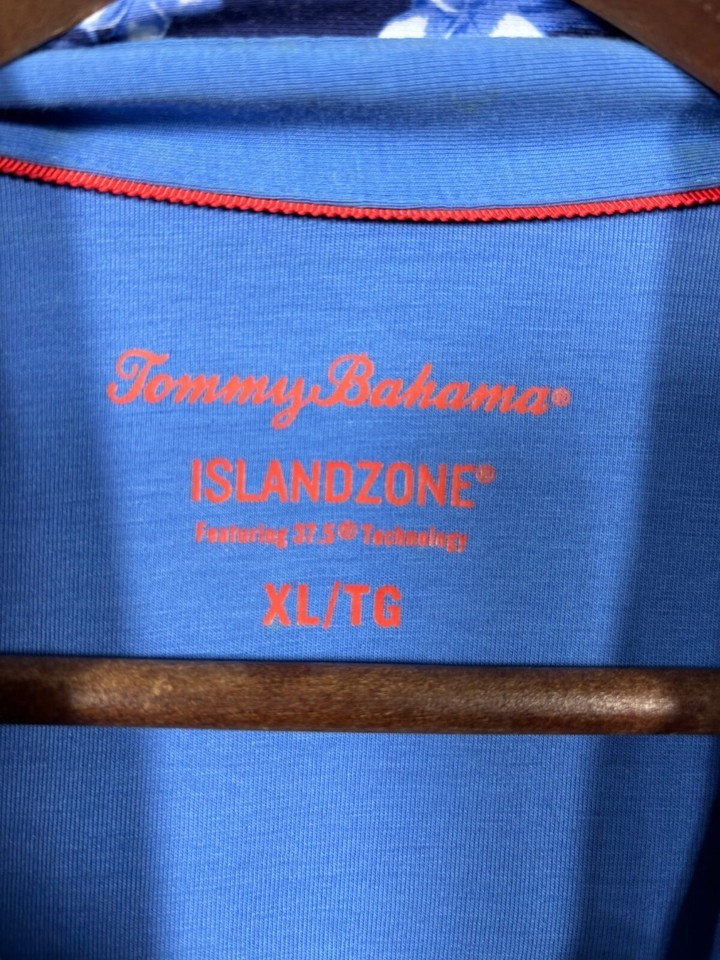 Tommy Bahama®
ISLANDZONE®
Featuring 37.5® Technology
XL/TG